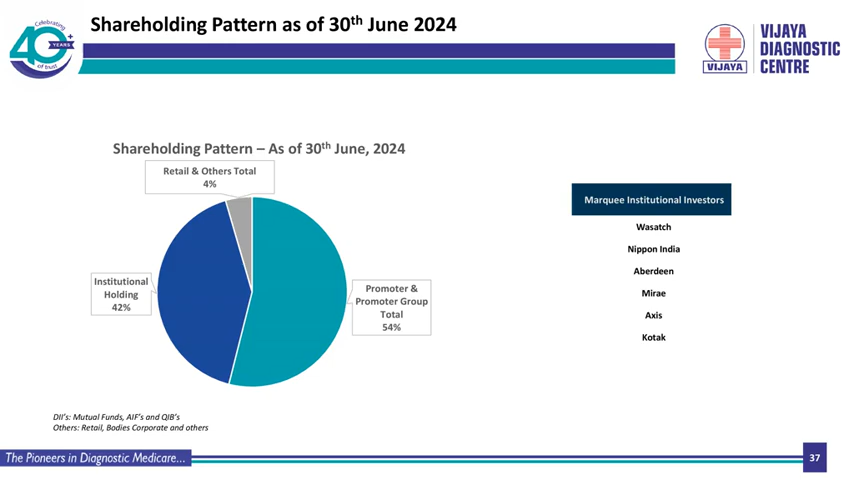 Shareholding Pattern as of 30th June 2024
Celebrating
40+
YEARS
of trust
VIJAYA
VIJAYA
DIAGNOSTIC
CENTRE
Shareholding Pattern – As of 30th June, 2024
Retail & Others Total
4%
Institutional
Holding
42%
Promoter &
Promoter Group
Total
54%
Marquee Institutional Investors
Wasatch
Nippon India
Aberdeen
Mirae
Axis
Kotak
DII's: Mutual Funds, AIF's and QIB's
Others: Retail, Bodies Corporate and others
The Pioneers in Diagnostic Medicare...
37